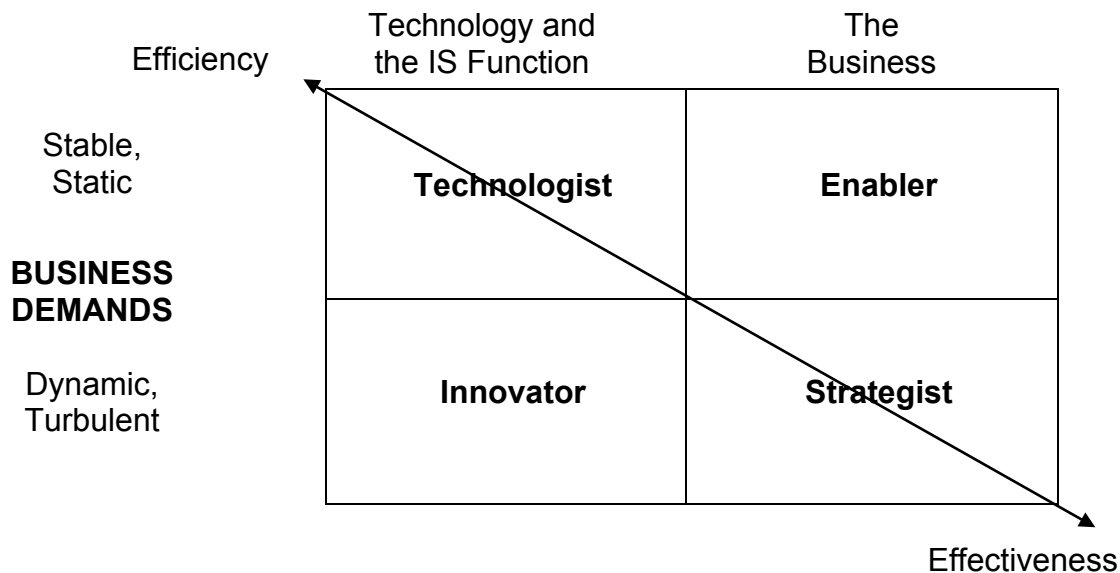 Technology and
the IS Function
The
Business
Efficiency
Stable,
Static
Technologist
Enabler
BUSINESS
DEMANDS
Dynamic,
Turbulent
Innovator
Strategist
Effectiveness